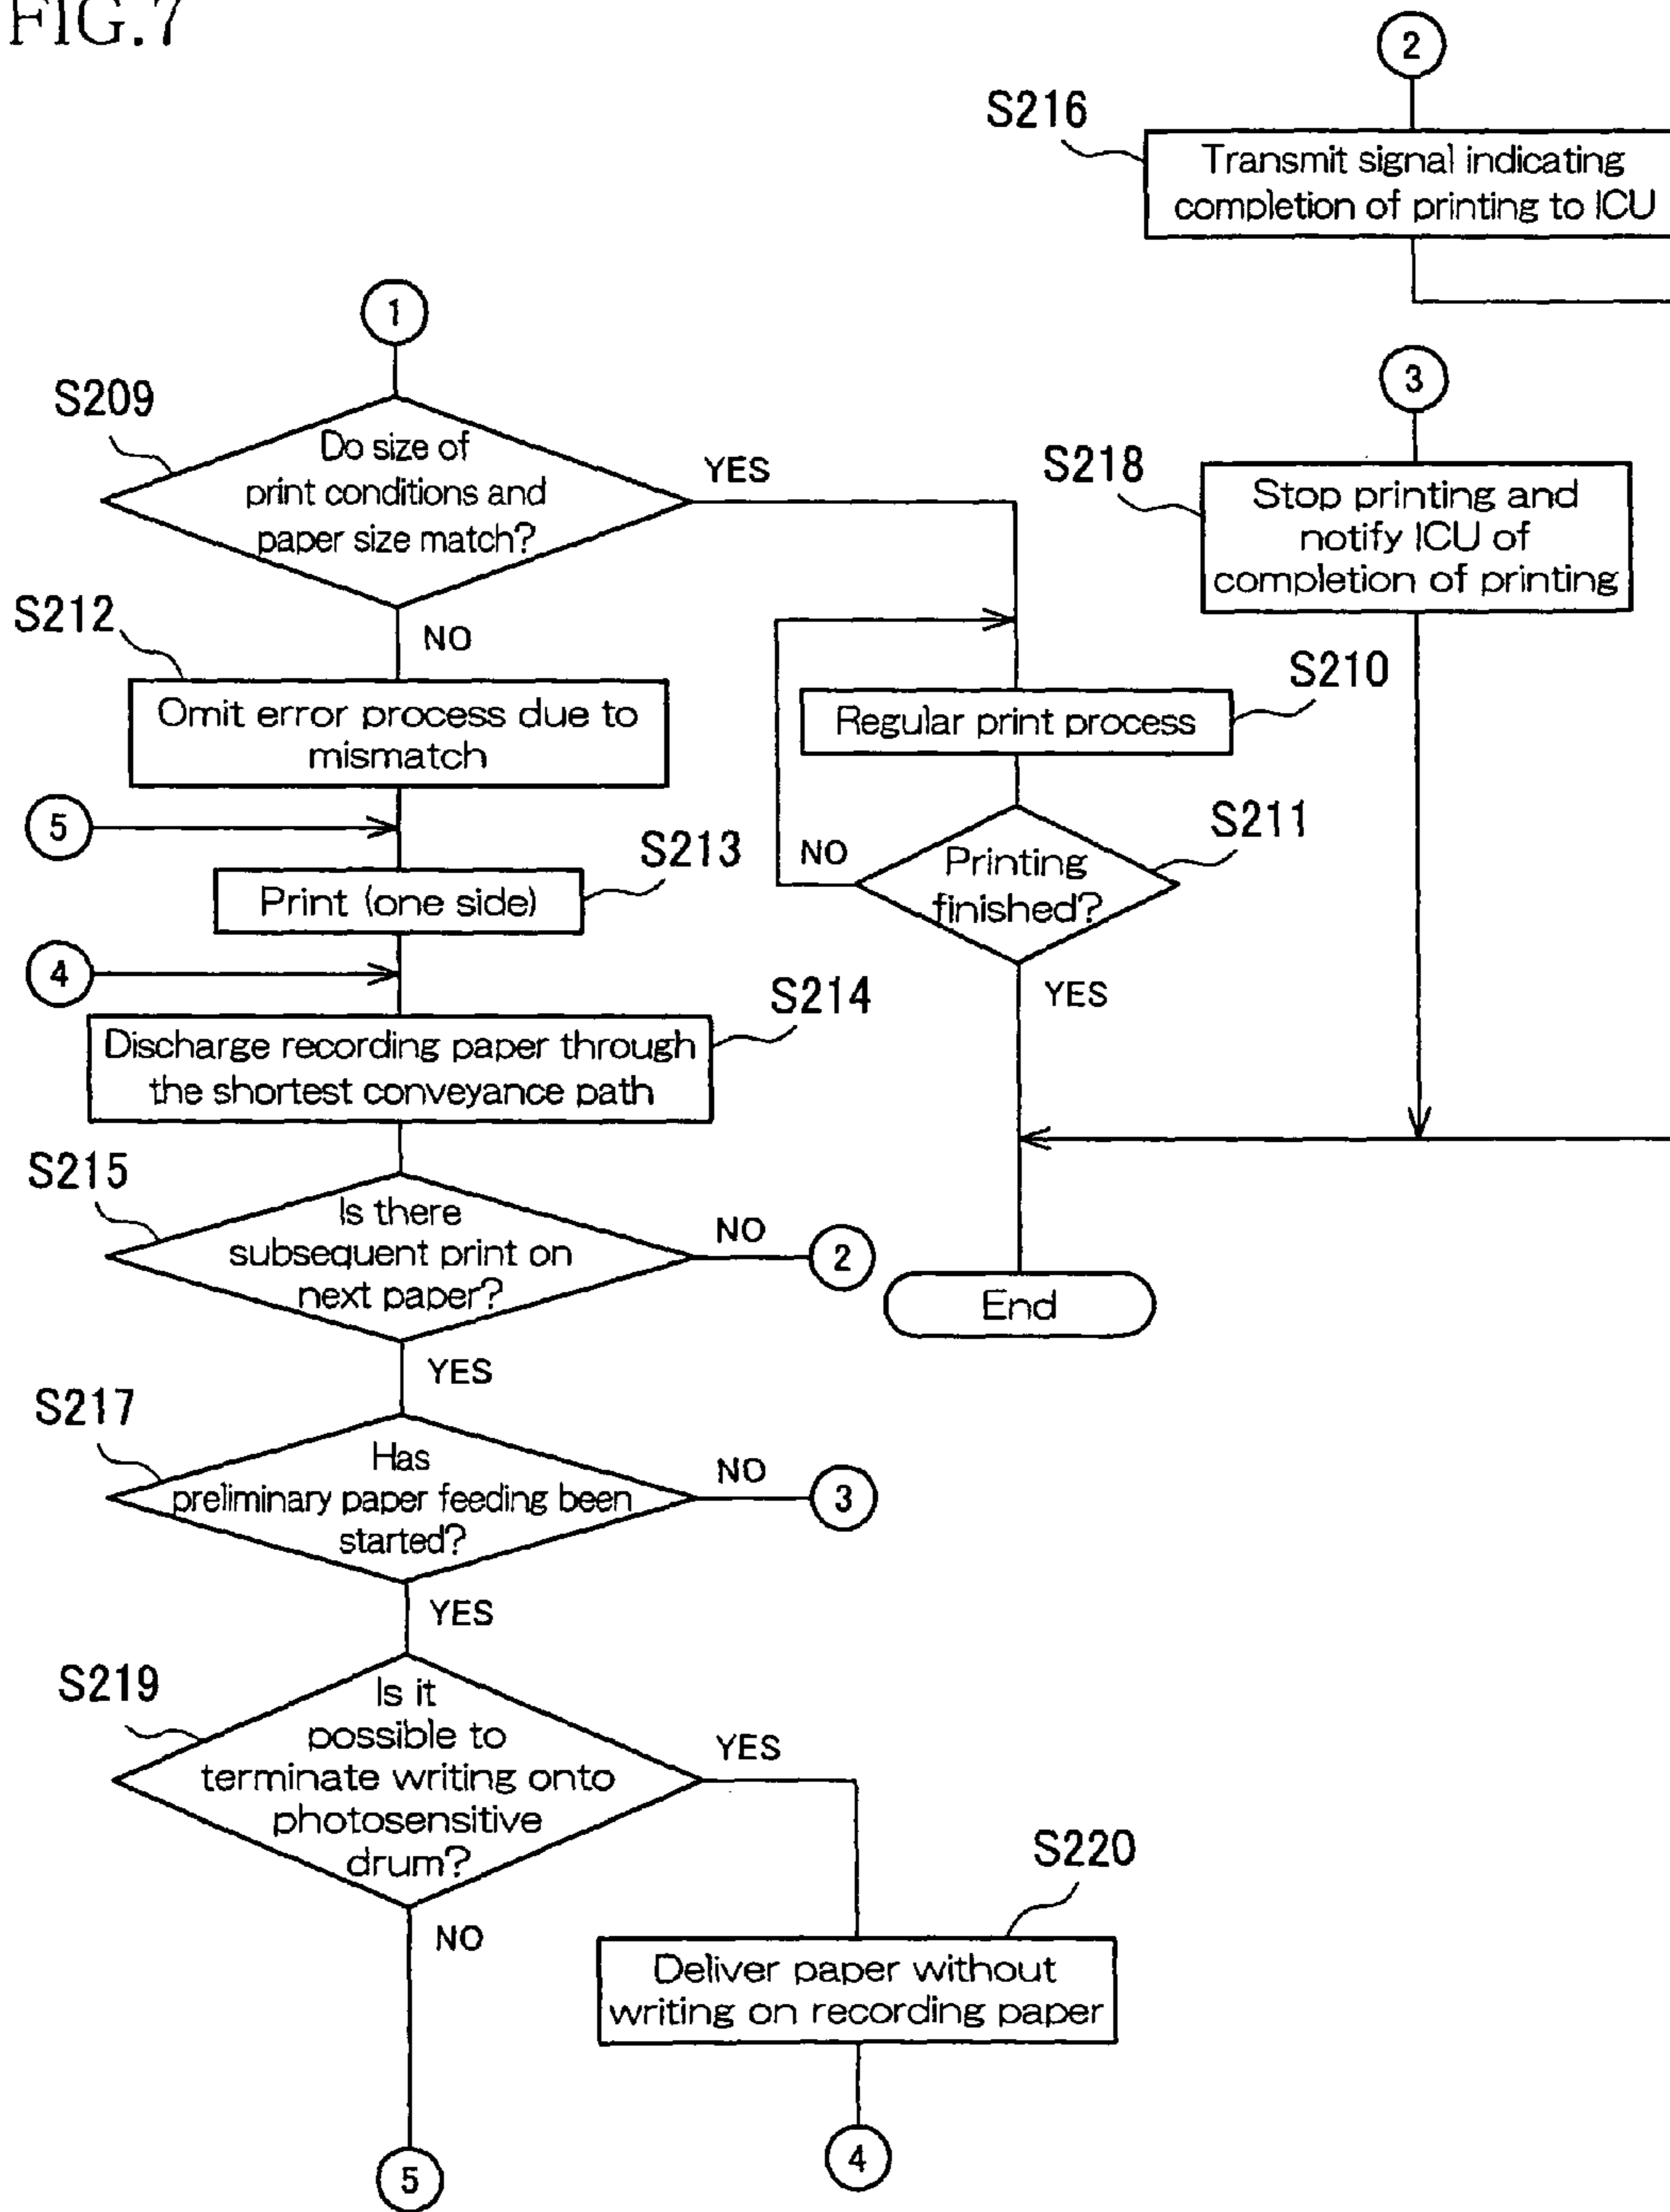 FIG.7
2
S216
Transmit signal indicating
completion of printing to ICU
1
S209
Do size of
print conditions and
paper size match?
YES
NO
3
S218
Stop printing and
notify ICU of
completion of printing
S212
Omit error process due to
mismatch
S210
Regular print process
5
S213
Print (one side)
S211
Printing
finished?
NO
YES
4
S214
Discharge recording paper through
the shortest conveyance path
S215
Is there
subsequent print on
next paper?
NO
2
YES
End
S217
Has
preliminary paper feeding been
started?
NO
3
YES
S219
Is it
possible to
terminate writing onto
photosensitive
drum?
YES
NO
S220
Deliver paper without
writing on recording paper
4
5